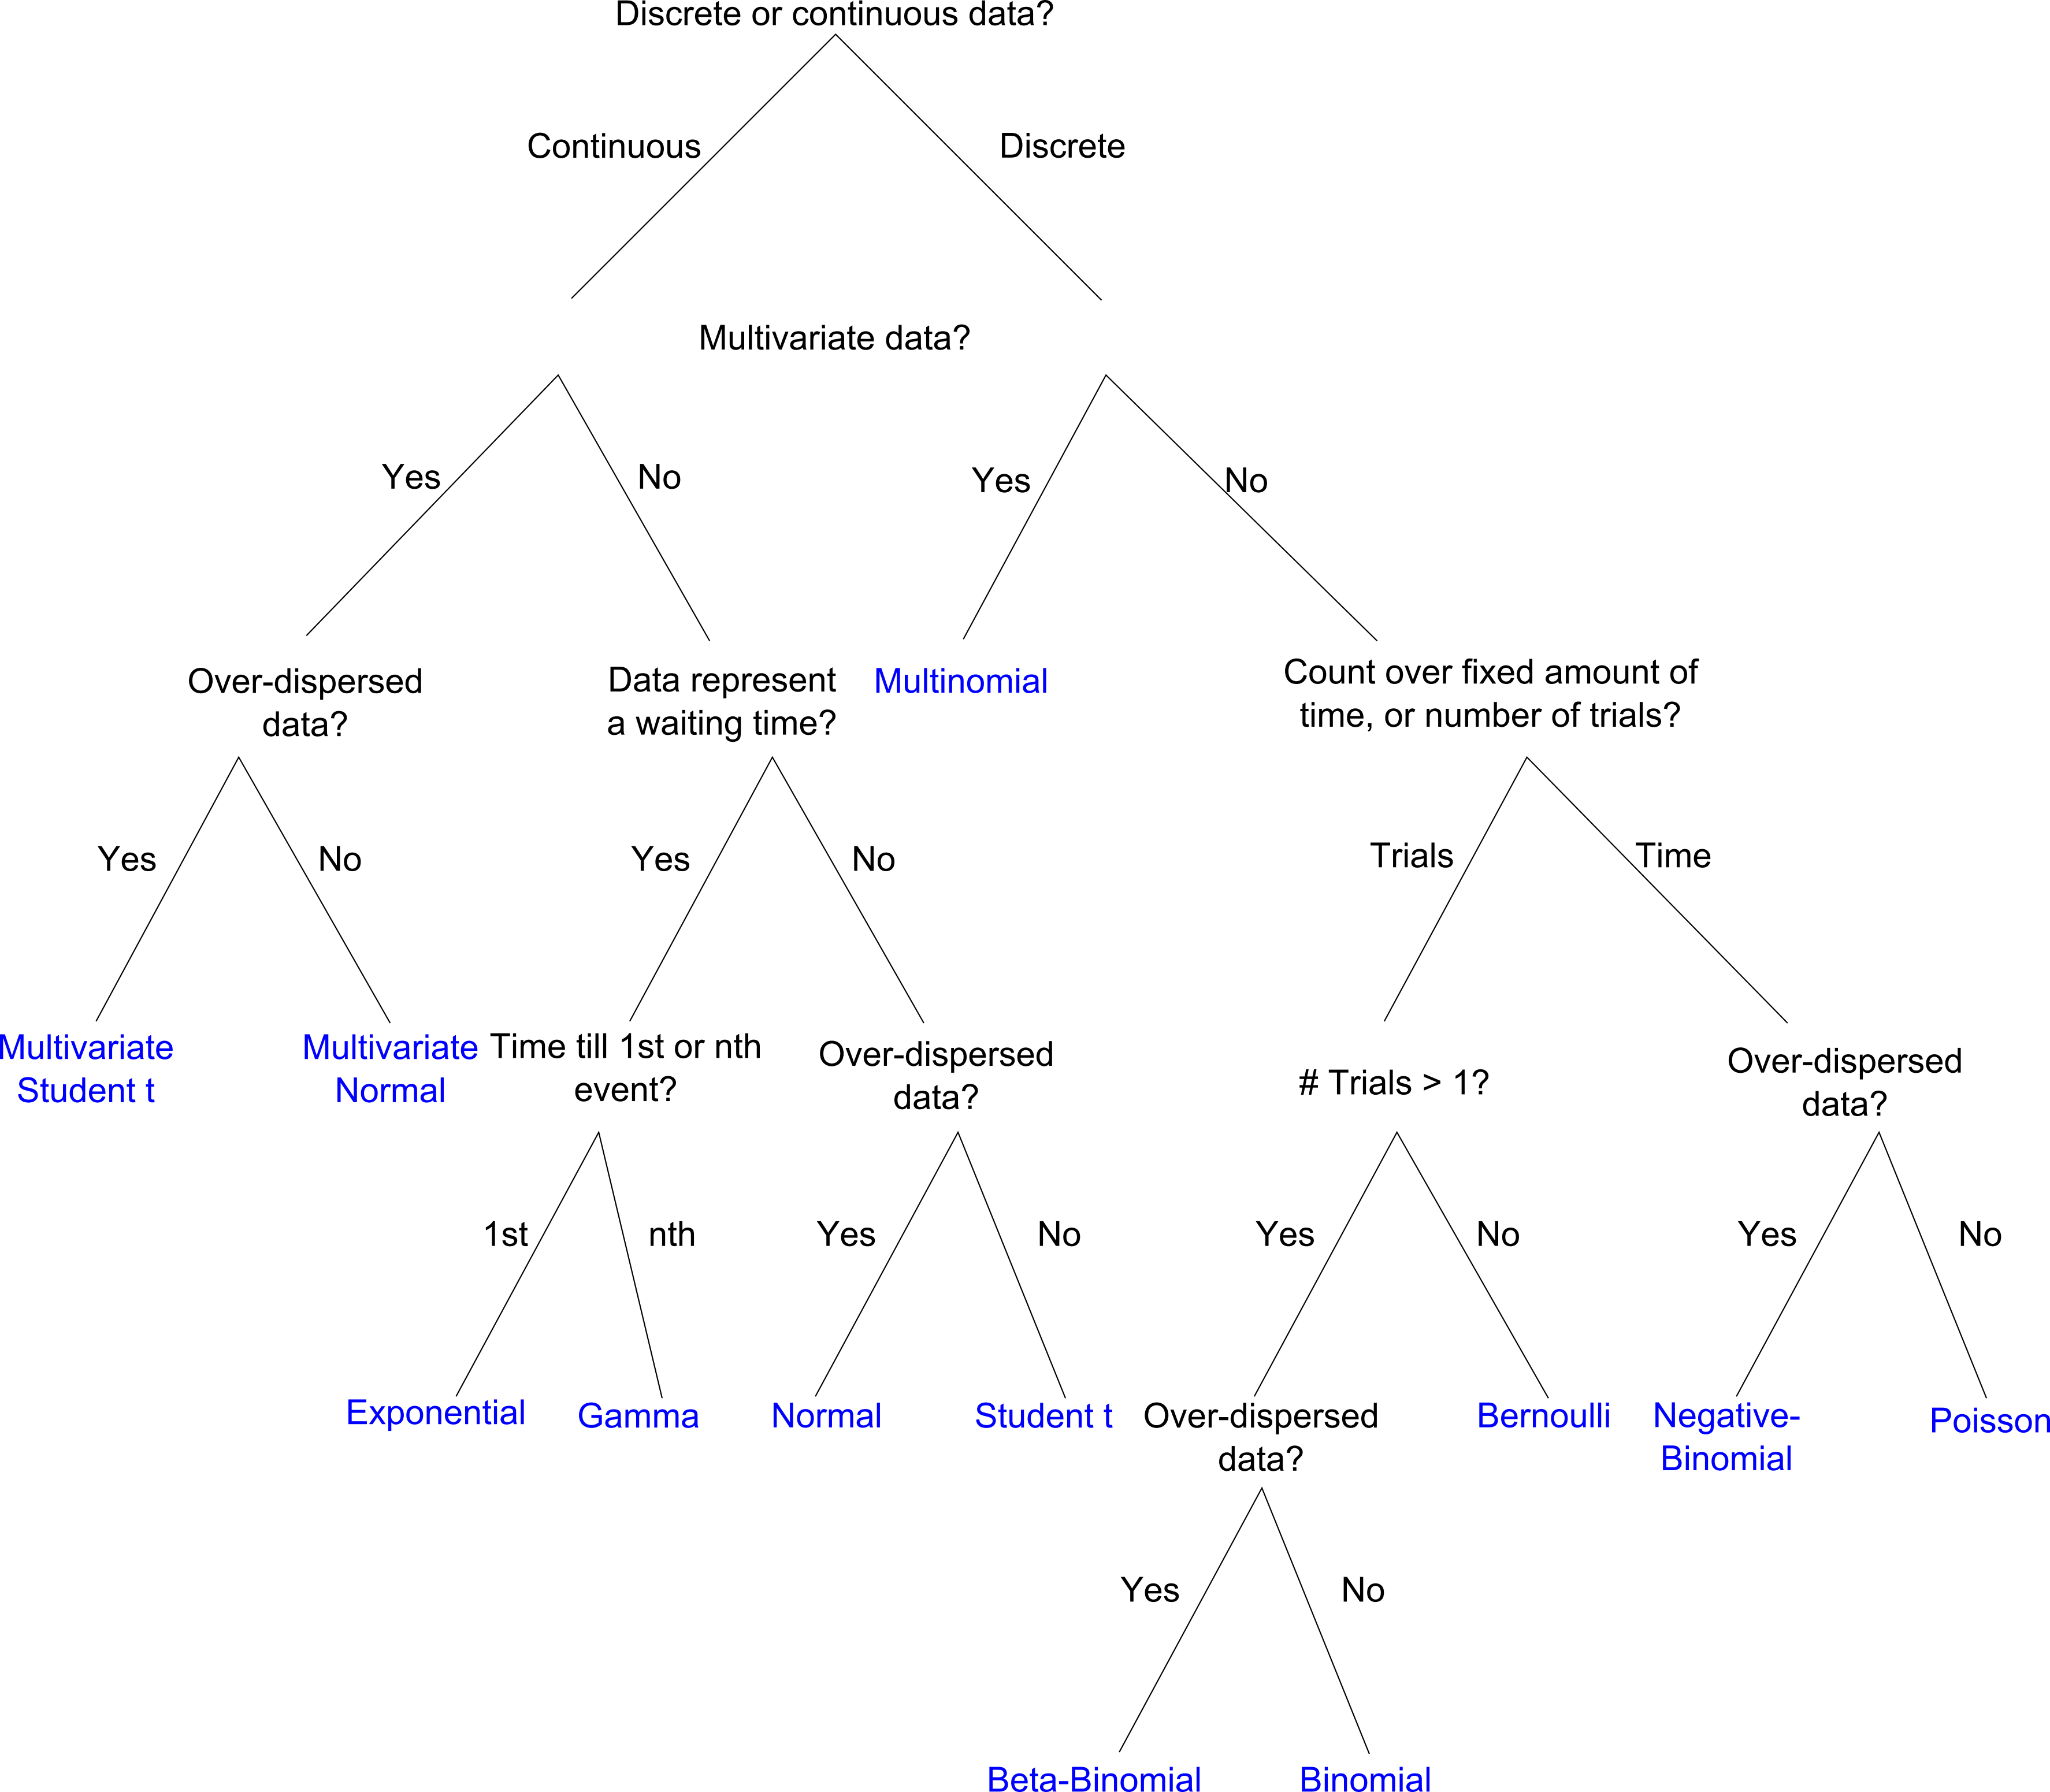 Discrete or continuous data?
Continuous
Discrete
Multivariate data?
Yes
No
Yes
No
Over-dispersed
data?
Data represent
a waiting time?
Multinomial
Count over fixed amount of
time, or number of trials?
Yes
No
Yes
No
Trials
Time
Multivariate
Student t
Multivariate
Normal
Time till 1st or nth
event?
Over-dispersed
data?
# Trials > 1?
Over-dispersed
data?
1st
nth
Yes
No
Yes
No
Yes
No
Exponential
Gamma
Normal
Student t
Over-dispersed
data?
Bernoulli
Negative-
Binomial
Poisson
Yes
No
Beta-Binomial
Binomial